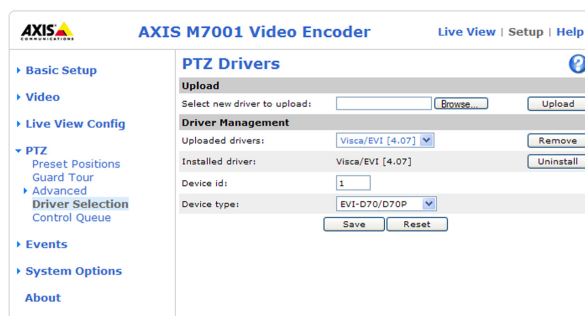 AXIS
COMMUNICATIONS
AXIS M7001 Video Encoder
Live View | Setup | Help
Basic Setup
Video
Live View Config
PTZ
Preset Positions
Guard Tour
Advanced
Driver Selection
Control Queue
Events
System Options
About
PTZ Drivers
?
Upload
Select new driver to upload:
Browse...
Upload
Driver Management
Uploaded drivers:
Visca/EVI [4.07]
Remove
Installed driver:
Visca/EVI [4.07]
Uninstall
Device id:
1
Device type:
EVI-D70/D70P
Save
Reset